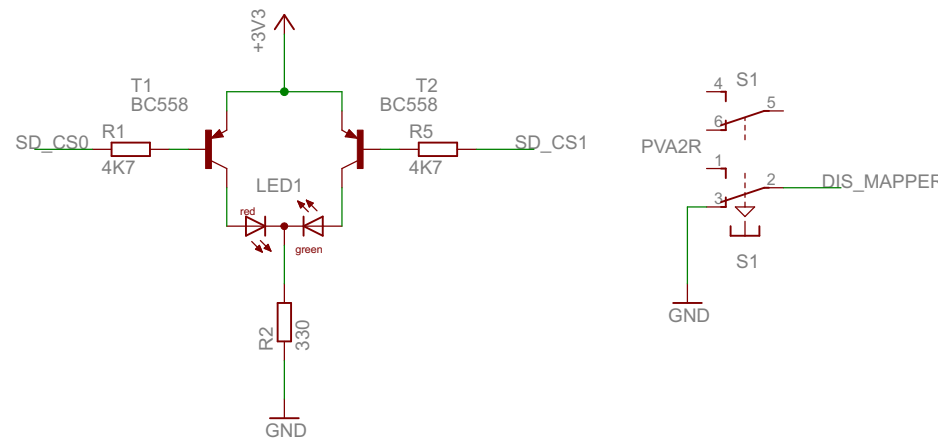 +3V3
T1
BC558
T2
BC558
SD_CS0
R1
4K7
R5
4K7
SD_CS1
LED1
red
green
R2
330
GND
S1
4
5
6
PVA2R
1
2
3
DIS_MAPPER
S1
GND